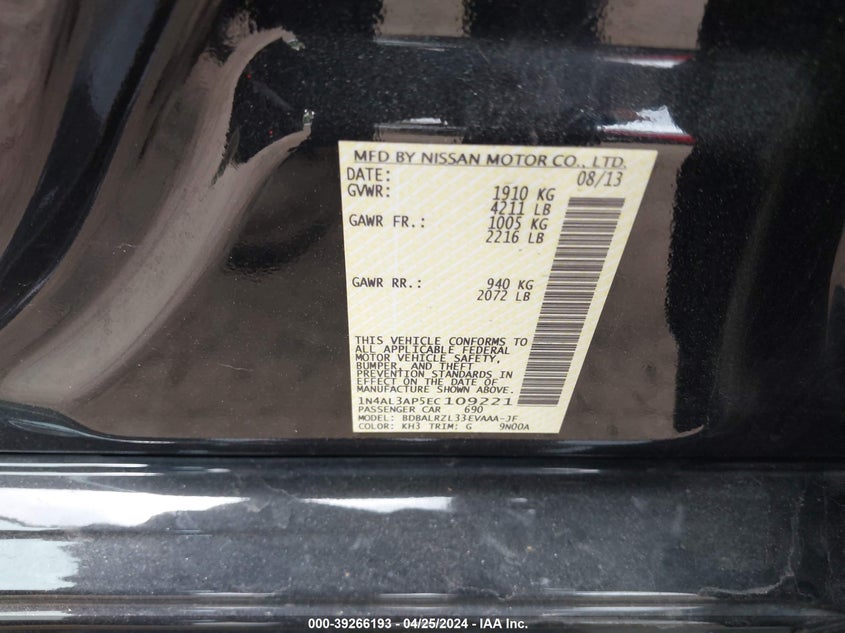 MFD BY NISSAN MOTOR CO., LTD.
DATE: 08/13
GVWR: 1910 KG
4211 LB
GAWR FR.: 1005 KG
2216 LB
GAWR RR.: 940 KG
2072 LB
THIS VEHICLE CONFORMS TO
ALL APPLICABLE FEDERAL
MOTOR VEHICLE SAFETY,
BUMPER, AND THEFT
PREVENTION STANDARDS IN
EFFECT ON THE DATE OF
MANUFACTURE SHOWN ABOVE.
1N4AL3AP5EC109221
PASSENGER CAR 690
MODEL: BDBALRZL33EVAAA-JF
COLOR: KH3 TRIM: G 9N00A
000-39266193 - 04/25/2024 - IAA Inc.